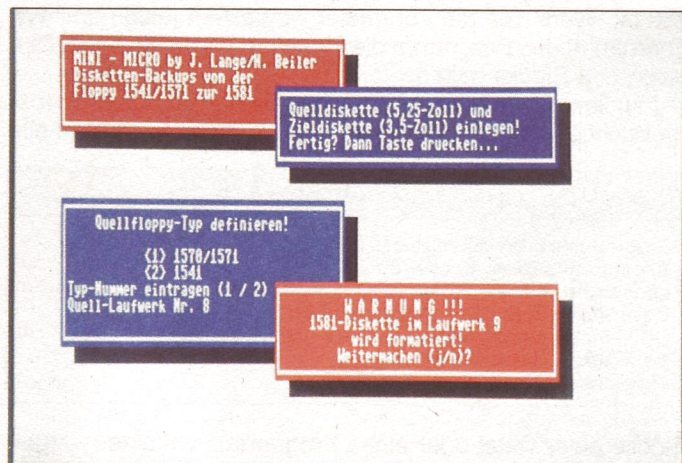 MINI - MICRO by J. Lange/H. Beiler
Disketten-Backups von der
Floppy 1541/1571 zur 1581
Quelldiskette (5,25-Zoll) und
Zieldiskette (3,5-Zoll) einlegen!
Fertig? Dann Taste druecken...
Quellfloppy-Typ definieren!
(1) 1570/1571
(2) 1541
Typ-Nummer eintragen (1 / 2)
Quell-Laufwerk Nr. 8
W A R N U N G !!!
1581-Diskette im Laufwerk 9
wird formatiert!
Weitermachen (j/n)?